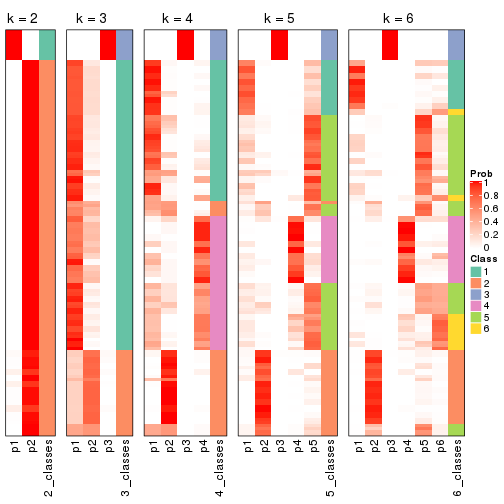 k = 2
k = 3
k = 4
k = 5
k = 6
Prob
1
0.8
0.6
0.4
0.2
0
Class
1
2
3
4
5
6
p1
p2
2_classes
p1
p2
p3
3_classes
p1
p2
p3
p4
4_classes
p1
p2
p3
p4
p5
5_classes
p1
p2
p3
p4
p5
p6
6_classes